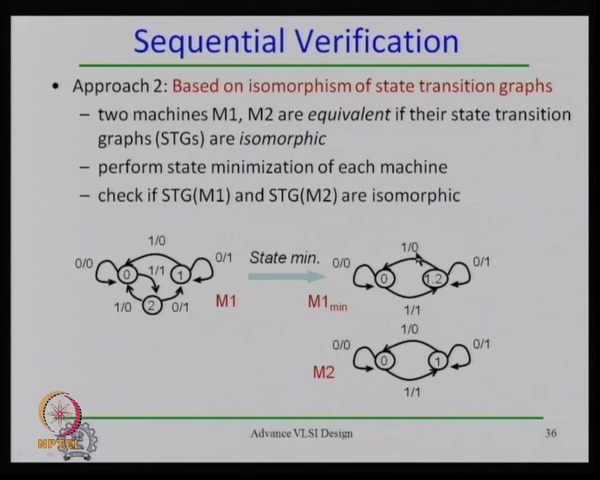 Sequential Verification
• Approach 2: Based on isomorphism of state transition graphs
– two machines M1, M2 are equivalent if their state transition
graphs (STGs) are isomorphic
– perform state minimization of each machine
– check if STG(M1) and STG(M2) are isomorphic
1/0
0/0
0
1/1
1
0/1
1/0
2
0/1
M1
State min.
1/0
0/0
0
1.2
0/1
M1min
1/1
1/0
0/0
0
1
0/1
M2
1/1
NPTEL
Advance VLSI Design
36